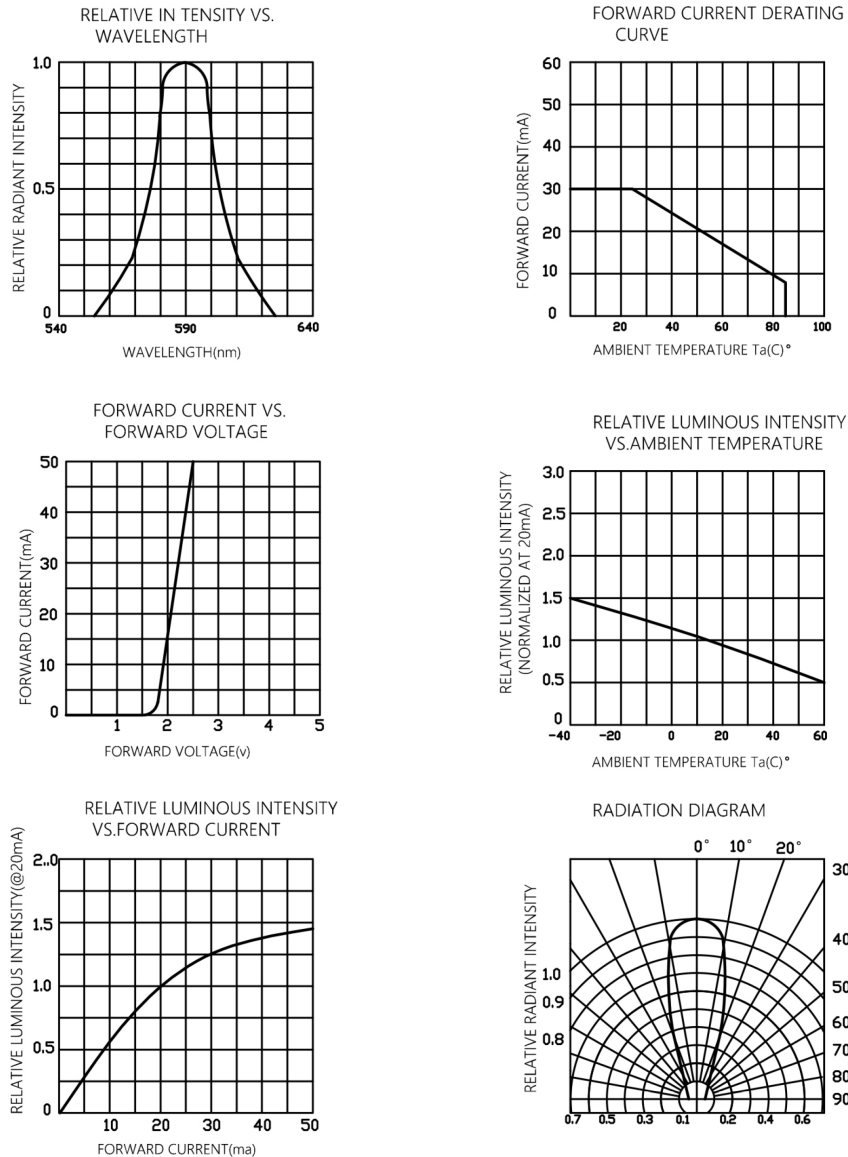 RELATIVE IN TENSITY VS.
WAVELENGTH
RELATIVE RADIANT INTENSITY
1.0
0.5
0
540 590 640
WAVELENGTH(nm)
FORWARD CURRENT DERATING
CURVE
FORWARD CURRENT(mA)
60
50
40
30
20
10
0
20 40 60 80 100
AMBIENT TEMPERATURE Ta(C)°
FORWARD CURRENT VS.
FORWARD VOLTAGE
FORWARD CURRENT(mA)
50
40
30
20
10
0
1 2 3 4 5
FORWARD VOLTAGE(v)
RELATIVE LUMINOUS INTENSITY
VS.AMBIENT TEMPERATURE
RELATIVE LUMINOUS INTENSITY
(NORMALIZED AT 20mA)
3.0
2.5
2.0
1.5
1.0
0.5
0
-40 -20 0 20 40 60
AMBIENT TEMPERATURE Ta(C)°
RELATIVE LUMINOUS INTENSITY
VS.FORWARD CURRENT
RELATIVE LUMINOUS INTENSITY(@20mA)
2..0
1.5
1.0
0.5
0
10 20 30 40 50
FORWARD CURRENT(ma)
RADIATION DIAGRAM
RELATIVE RADIANT INTENSITY
0° 10° 20°
30
40
50
60
70
80
90
1.0
0.9
0.8
0.7 0.5 0.3 0.1 0.2 0.4 0.6